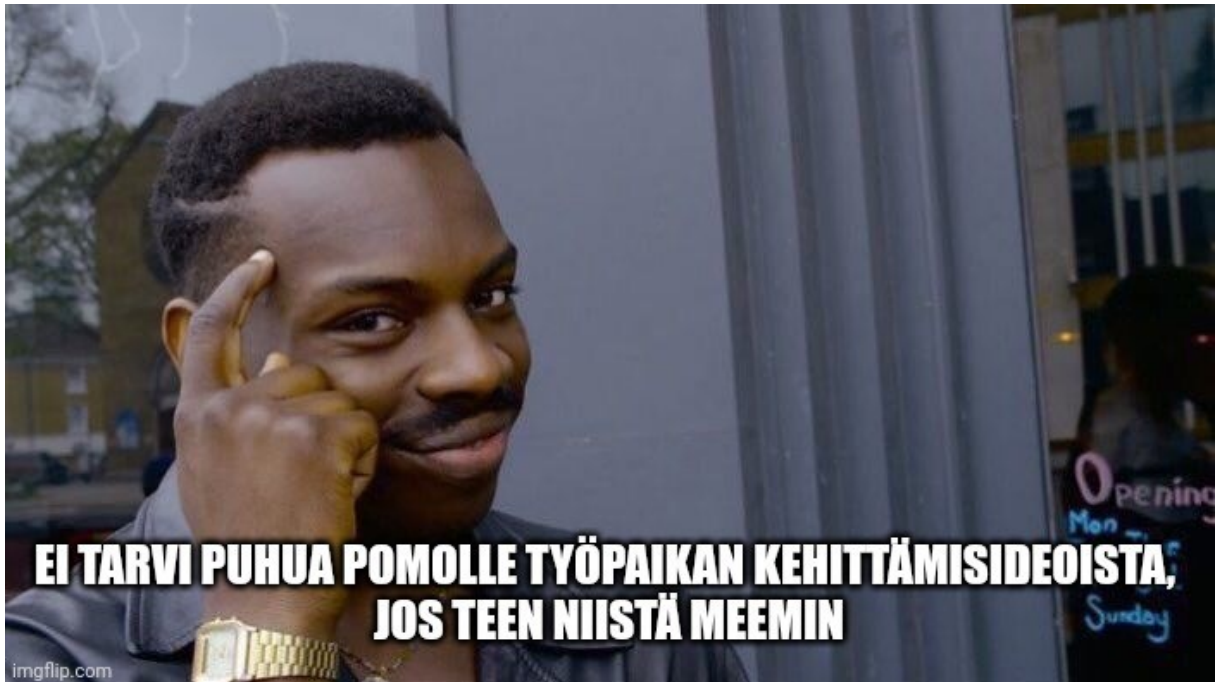 Opening
Mon
Sunday
EI TARVI PUHUA POMOLLE TYÖPAIKAN KEHITTÄMISIDEOISTA,
JOS TEEN NIISTÄ MEEMIN
imgflip.com